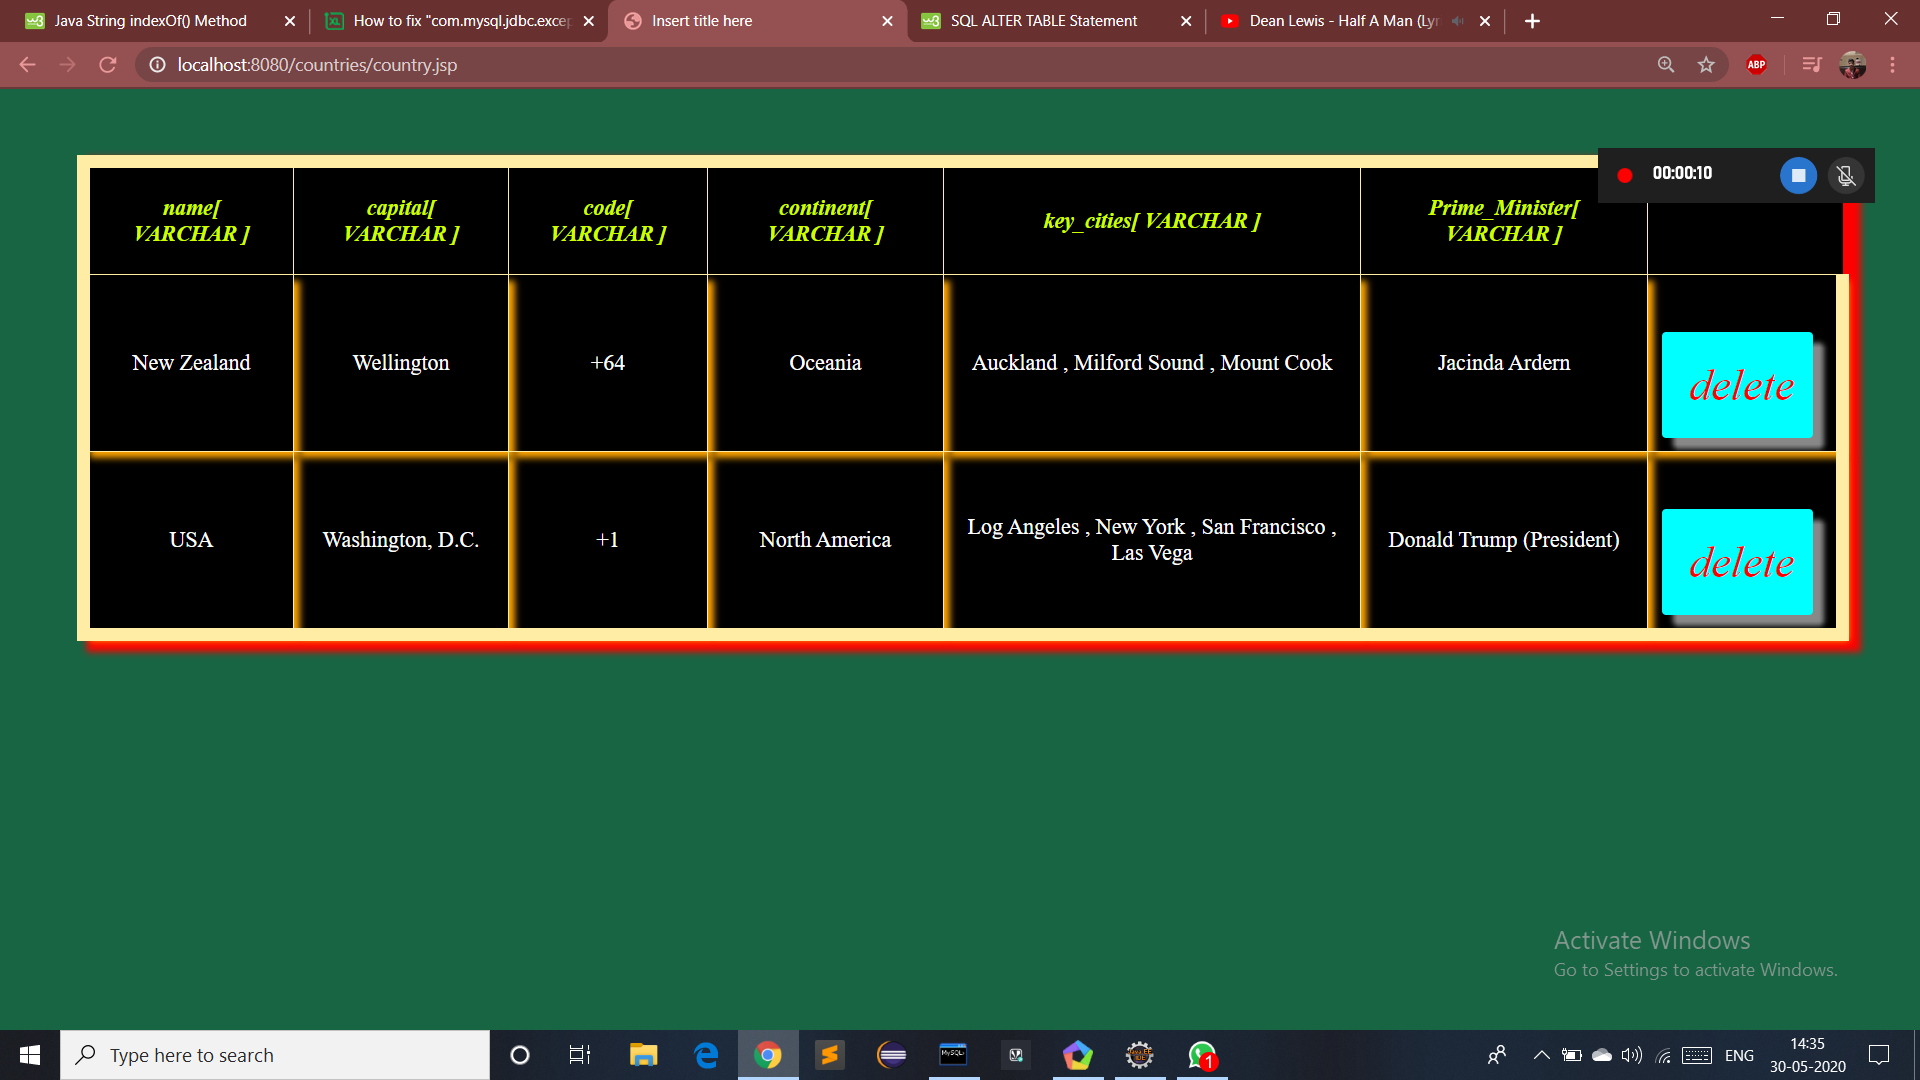 Java String indexOf() Method
How to fix "com.mysql.jdbc.excep
Insert title here
SQL ALTER TABLE Statement
Dean Lewis - Half A Man (Lyr
localhost:8080/countries/country.jsp
ABP
00:00:10
name[
VARCHAR ]
capital[
VARCHAR ]
code[
VARCHAR ]
continent[
VARCHAR ]
key_cities[ VARCHAR ]
Prime_Minister[
VARCHAR ]
New Zealand
Wellington
+64
Oceania
Auckland , Milford Sound , Mount Cook
Jacinda Ardern
delete
USA
Washington, D.C.
+1
North America
Log Angeles , New York , San Francisco ,
Las Vega
Donald Trump (President)
delete
Activate Windows
Go to Settings to activate Windows.
Type here to search
1
ENG
14:35
30-05-2020